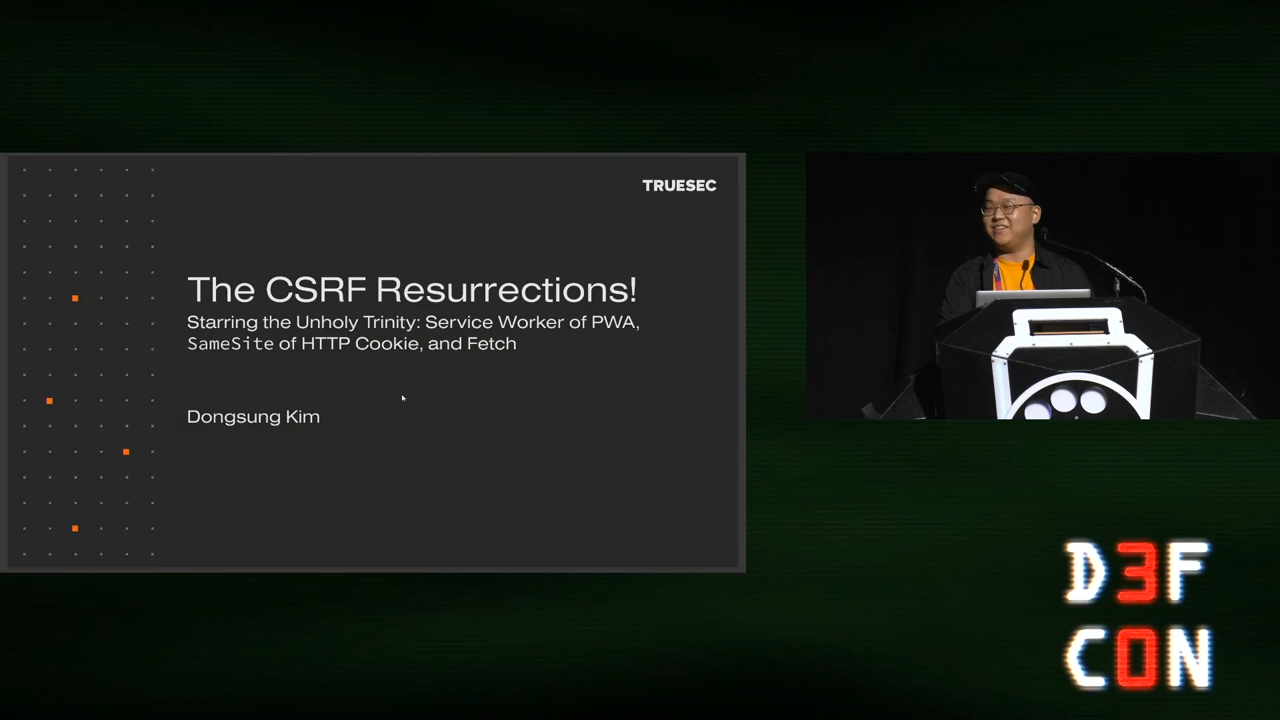 TRUESEC
The CSRF Resurrections!
Starring the Unholy Trinity: Service Worker of PWA,
SameSite of HTTP Cookie, and Fetch
Dongsung Kim
D3F
C0N